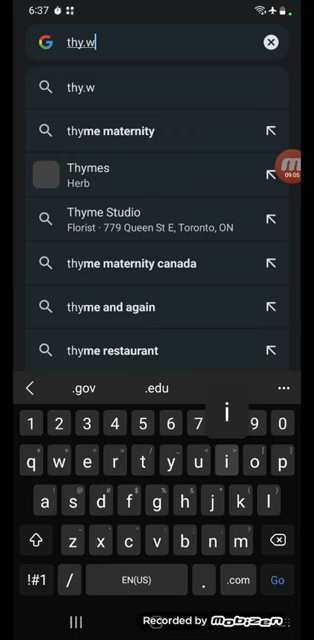 6:37
thy.w
thy.w
thyme maternity
Thymes
Herb
09:05
Thyme Studio
Florist · 779 Queen St E, Toronto, ON
thyme maternity canada
thyme and again
thyme restaurant
.gov .edu
i
1 2 3 4 5 6 7 9 0
q w e r t y u i o p
a s d f g h j k l
z x c v b n m
!#1 / EN(US) . .com Go
Recorded by mobizen